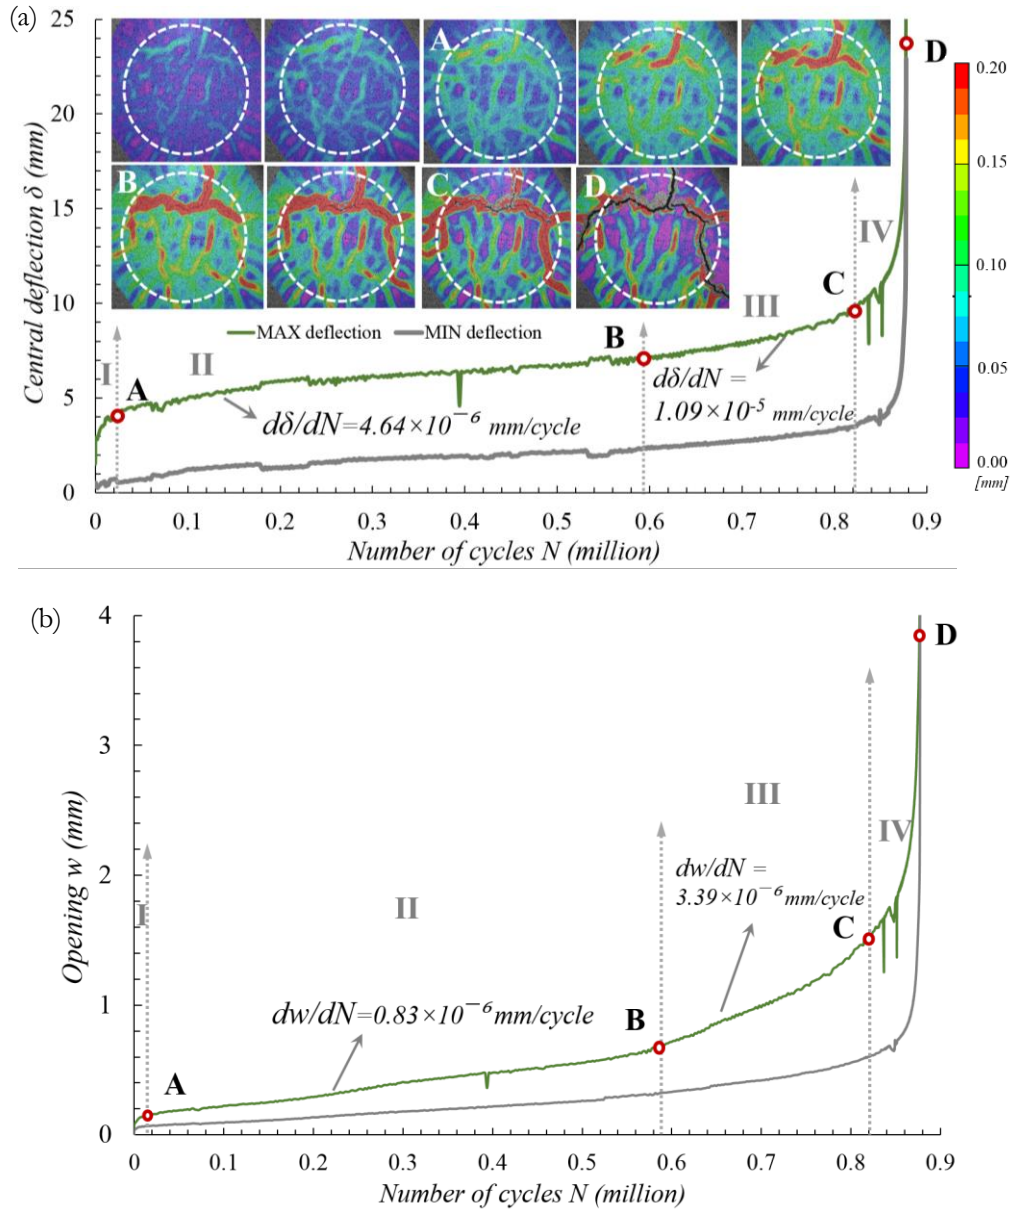 (a)
Central deflection δ (mm)
25
20
15
10
5
0
A
B
C
D
D
0.20
0.15
0.10
0.05
0.00
[mm]
MAX deflection
MIN deflection
I
II
III
IV
A
B
C
dδ/dN=4.64×10⁻⁶ mm/cycle
dδ/dN =
1.09×10⁻⁵ mm/cycle
0 0.1 0.2 0.3 0.4 0.5 0.6 0.7 0.8 0.9
Number of cycles N (million)
(b)
Opening w (mm)
4
3
2
1
0
I
II
III
IV
A
B
C
D
dw/dN=0.83×10⁻⁶mm/cycle
dw/dN =
3.39×10⁻⁶mm/cycle
0 0.1 0.2 0.3 0.4 0.5 0.6 0.7 0.8 0.9
Number of cycles N (million)